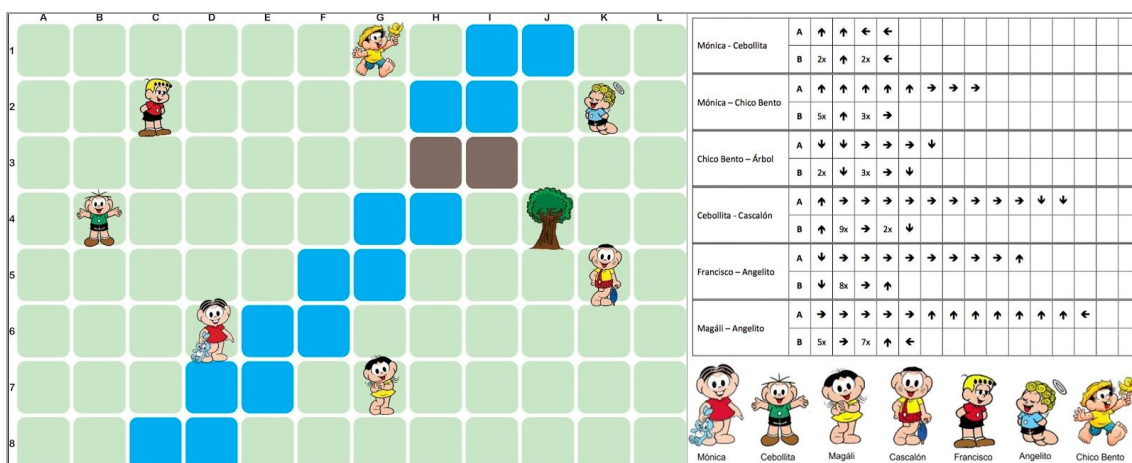 A B C D E F G H I J K L
1
2
3
4
5
6
7
8
Mónica - Cebollita
A ↑ ↑ ← ←
B 2x ↑ 2x ←
Mónica – Chico Bento
A ↑ ↑ ↑ ↑ ↑ → → →
B 5x ↑ 3x →
Chico Bento – Árbol
A ↓ ↓ → → → ↓
B 2x ↓ 3x → ↓
Cebollita - Cascalón
A ↑ → → → → → → → → → ↓ ↓
B ↑ 9x → 2x ↓
Francisco – Angelito
A ↓ → → → → → → → → ↑
B ↓ 8x → ↑
Magáli – Angelito
A → → → → → ↑ ↑ ↑ ↑ ↑ ↑ ↑ ←
B 5x → 7x ↑ ←
Mónica Cebollita Magáli Cascalón Francisco Angelito Chico Bento